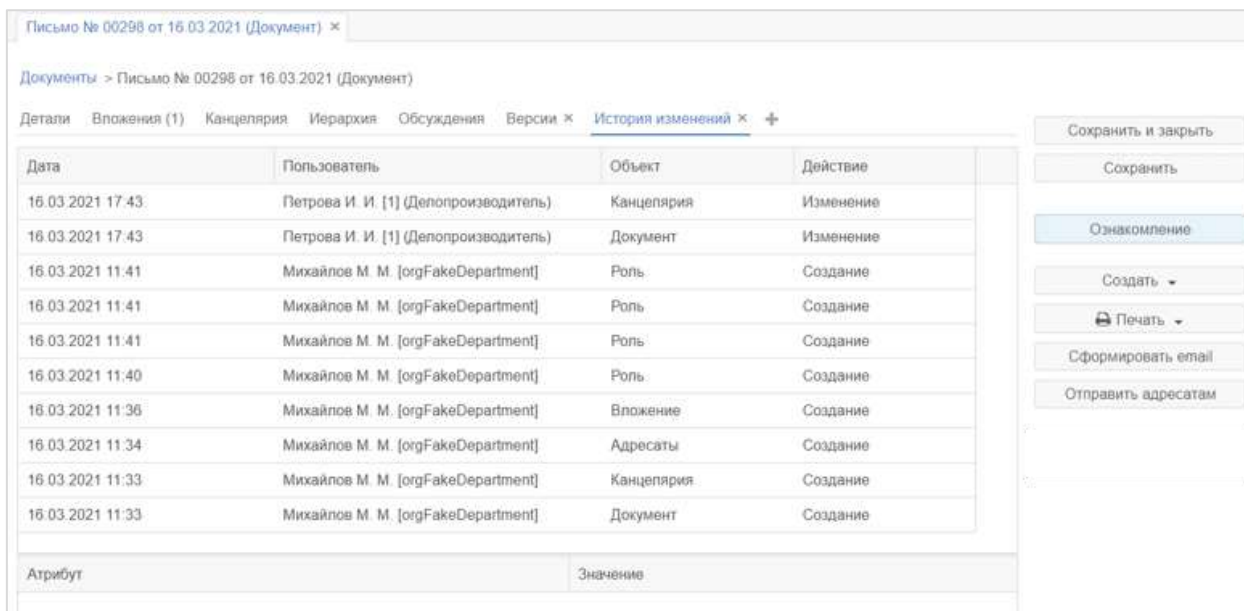 Письмо № 00298 от 16.03.2021 (Документ) ×
Документы > Письмо № 00298 от 16.03.2021 (Документ)
Детали Вложения (1) Канцелярия Иерархия Обсуждения Версии × История изменений × +
Дата Пользователь Объект Действие
16.03.2021 17:43 Петрова И. И. [1] (Делопроизводитель) Канцелярия Изменение
16.03.2021 17:43 Петрова И. И. [1] (Делопроизводитель) Документ Изменение
16.03.2021 11:41 Михайлов М. М. [orgFakeDepartment] Роль Создание
16.03.2021 11:41 Михайлов М. М. [orgFakeDepartment] Роль Создание
16.03.2021 11:41 Михайлов М. М. [orgFakeDepartment] Роль Создание
16.03.2021 11:40 Михайлов М. М. [orgFakeDepartment] Роль Создание
16.03.2021 11:36 Михайлов М. М. [orgFakeDepartment] Вложение Создание
16.03.2021 11:34 Михайлов М. М. [orgFakeDepartment] Адресаты Создание
16.03.2021 11:33 Михайлов М. М. [orgFakeDepartment] Канцелярия Создание
16.03.2021 11:33 Михайлов М. М. [orgFakeDepartment] Документ Создание
Атрибут Значение
Сохранить и закрыть
Сохранить
Ознакомление
Создать
Печать
Сформировать email
Отправить адресатам